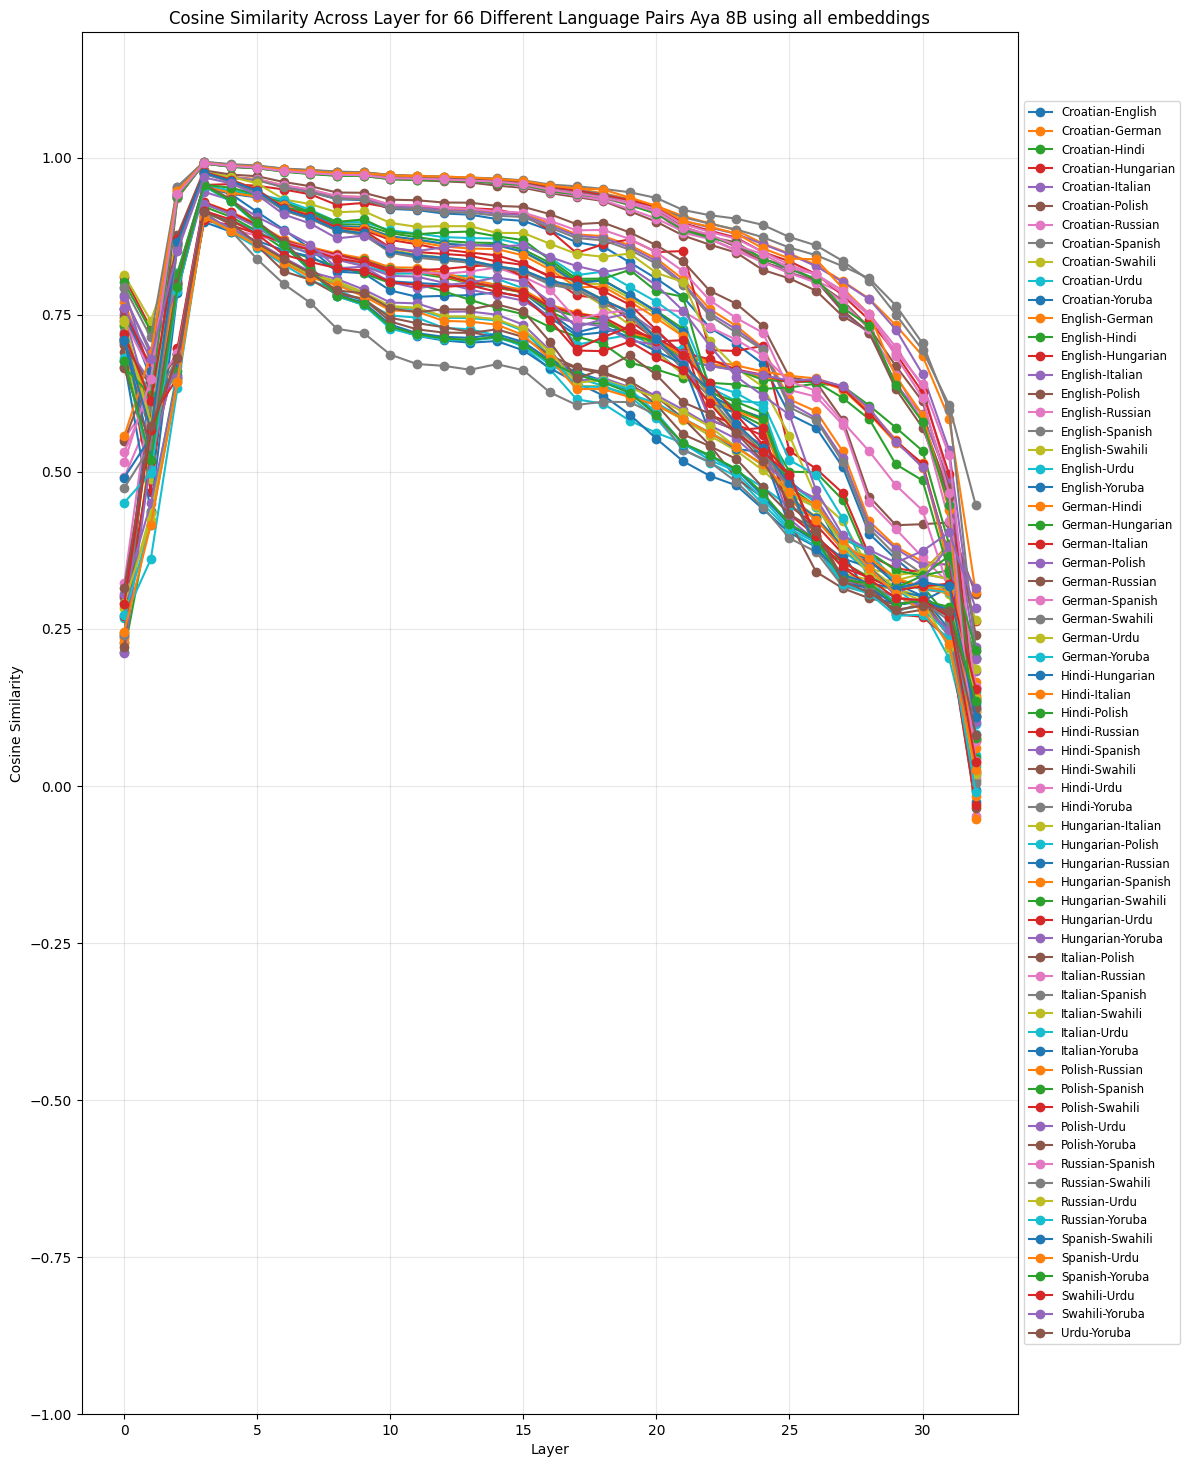 Cosine Similarity Across Layer for 66 Different Language Pairs Aya 8B using all embeddings
Cosine Similarity
1.00
0.75
0.50
0.25
0.00
−0.25
−0.50
−0.75
−1.00
0 5 10 15 20 25 30
Layer
Croatian-English
Croatian-German
Croatian-Hindi
Croatian-Hungarian
Croatian-Italian
Croatian-Polish
Croatian-Russian
Croatian-Spanish
Croatian-Swahili
Croatian-Urdu
Croatian-Yoruba
English-German
English-Hindi
English-Hungarian
English-Italian
English-Polish
English-Russian
English-Spanish
English-Swahili
English-Urdu
English-Yoruba
German-Hindi
German-Hungarian
German-Italian
German-Polish
German-Russian
German-Spanish
German-Swahili
German-Urdu
German-Yoruba
Hindi-Hungarian
Hindi-Italian
Hindi-Polish
Hindi-Russian
Hindi-Spanish
Hindi-Swahili
Hindi-Urdu
Hindi-Yoruba
Hungarian-Italian
Hungarian-Polish
Hungarian-Russian
Hungarian-Spanish
Hungarian-Swahili
Hungarian-Urdu
Hungarian-Yoruba
Italian-Polish
Italian-Russian
Italian-Spanish
Italian-Swahili
Italian-Urdu
Italian-Yoruba
Polish-Russian
Polish-Spanish
Polish-Swahili
Polish-Urdu
Polish-Yoruba
Russian-Spanish
Russian-Swahili
Russian-Urdu
Russian-Yoruba
Spanish-Swahili
Spanish-Urdu
Spanish-Yoruba
Swahili-Urdu
Swahili-Yoruba
Urdu-Yoruba